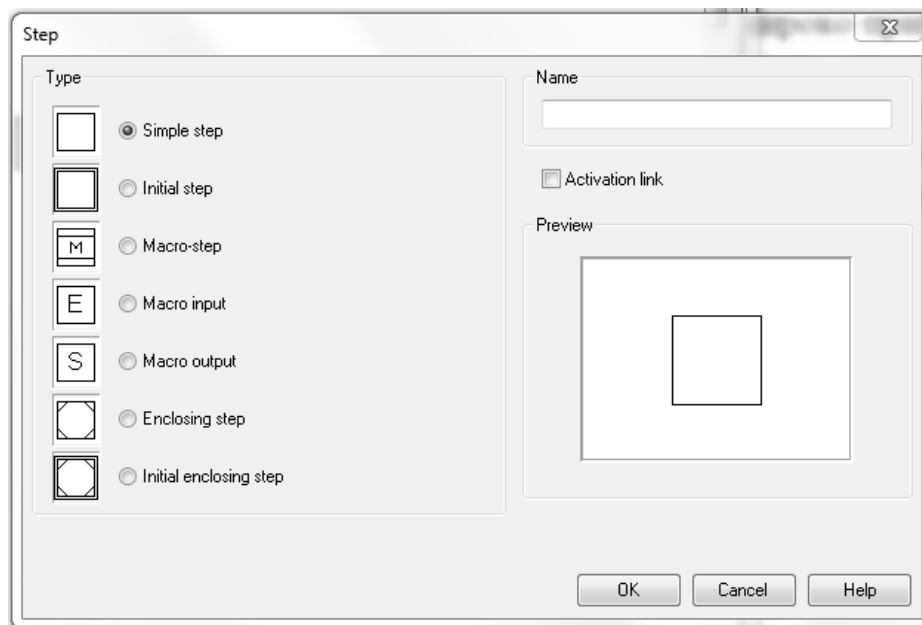 Step
Type
Simple step
Initial step
M
Macro-step
E
Macro input
S
Macro output
Enclosing step
Initial enclosing step
Name
Activation link
Preview
OK
Cancel
Help